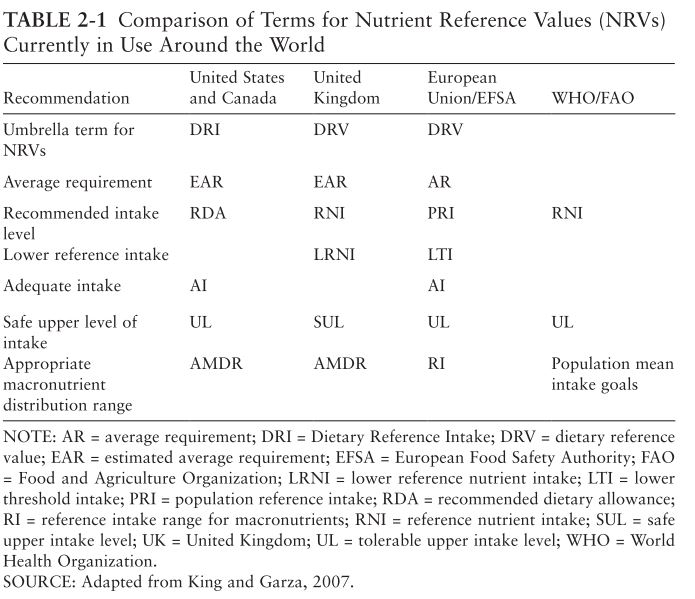 TABLE 2-1 Comparison of Terms for Nutrient Reference Values (NRVs)
Currently in Use Around the World
Recommendation United States and Canada United Kingdom European Union/EFSA WHO/FAO
Umbrella term for NRVs DRI DRV DRV
Average requirement EAR EAR AR
Recommended intake level RDA RNI PRI RNI
Lower reference intake LRNI LTI
Adequate intake AI AI
Safe upper level of intake UL SUL UL UL
Appropriate macronutrient distribution range AMDR AMDR RI Population mean intake goals
NOTE: AR = average requirement; DRI = Dietary Reference Intake; DRV = dietary reference
value; EAR = estimated average requirement; EFSA = European Food Safety Authority; FAO
= Food and Agriculture Organization; LRNI = lower reference nutrient intake; LTI = lower
threshold intake; PRI = population reference intake; RDA = recommended dietary allowance;
RI = reference intake range for macronutrients; RNI = reference nutrient intake; SUL = safe
upper intake level; UK = United Kingdom; UL = tolerable upper intake level; WHO = World
Health Organization.
SOURCE: Adapted from King and Garza, 2007.